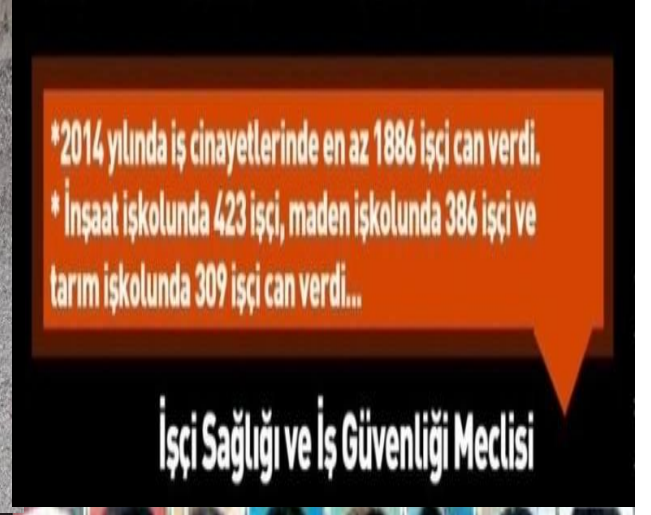 *2014 yılında iş cinayetlerinde en az 1886 işçi can verdi.
* İnşaat işkolunda 423 işçi, maden işkolunda 386 işçi ve
tarım işkolunda 309 işçi can verdi...
İşçi Sağlığı ve İş Güvenliği Meclisi